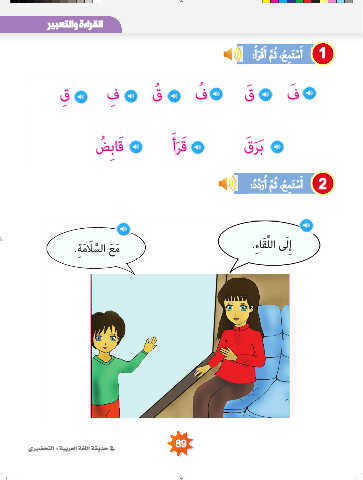 القراءة والتعبير
1 أَسْتَمِعُ، ثُمَّ أَقْرَأُ:
فَ قَ فُ قُ فِ قِ
بَرَقَ قَرَأَ قَابِضُ
2 أَسْتَمِعُ، ثُمَّ أُرَدِّدُ:
إِلَى اللِّقَاءِ.
مَعَ السَّلَامَةِ.
89
في حديقة اللغة العربية - التحضيري